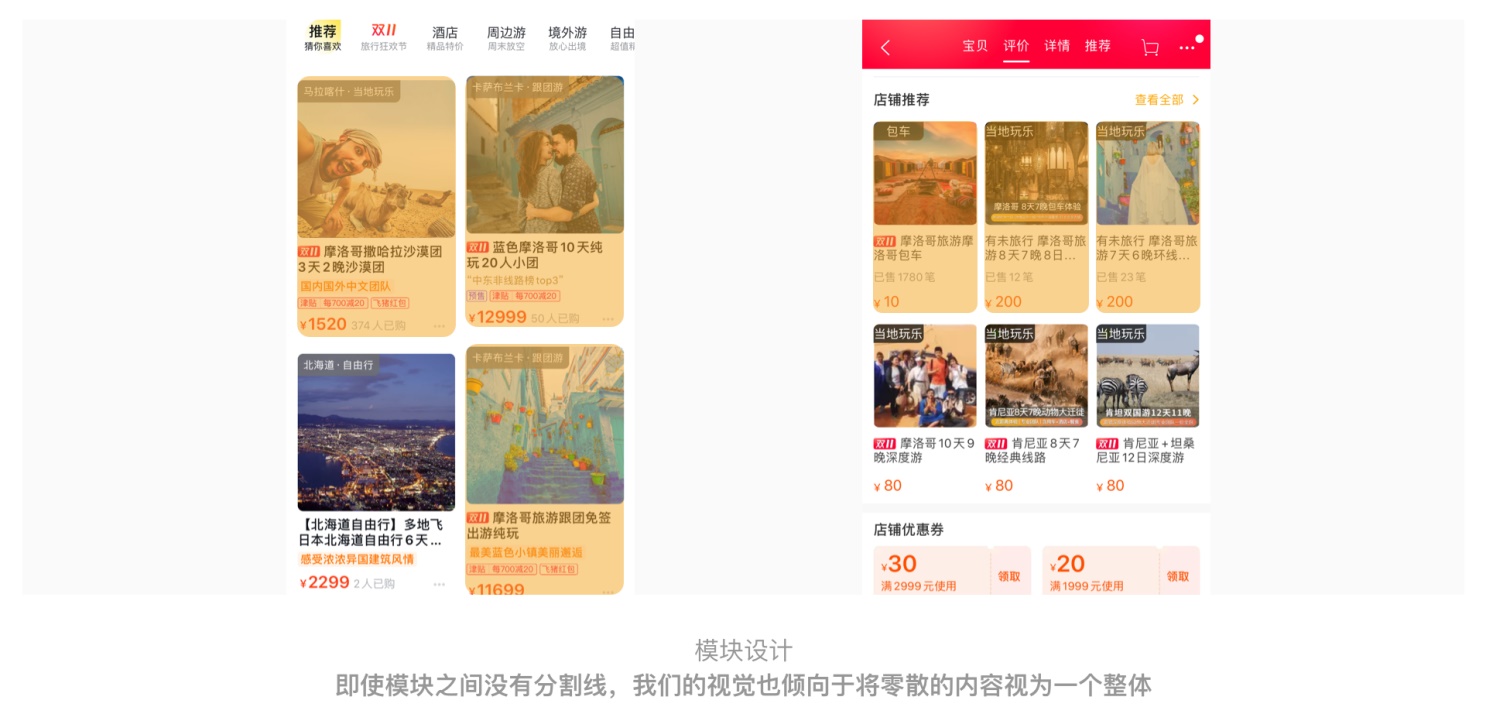 推荐 双11 酒店 周边游 境外游 自由
猜你喜欢 旅行狂欢节 精品特价 周末放空 放心出境
马拉喀什·当地玩乐
双11 摩洛哥撒哈拉沙漠团
3天2晚沙漠团
国内国外中文团队
津贴 每700减20 飞猪红包
¥1520 374人已购 ...
北海道·自由行
【北海道自由行】多地飞
日本北海道自由行6天...
感受浓浓异国建筑风情
¥2299 2人已购 ...
卡萨布兰卡·跟团游
双11 蓝色摩洛哥10天纯
玩20人小团
“中东非线路榜top3”
预售 津贴 每700减20
¥12999 50人已购 ...
卡萨布兰卡·跟团游
双11 摩洛哥旅游跟团免签
出游纯玩
最美蓝色小镇美丽邂逅
津贴 每700减20 飞猪红包
¥11699
宝贝 评价 详情 推荐
店铺推荐 查看全部
包车
双11 摩洛哥旅游摩
洛哥包车
已售1780笔
¥10
当地玩乐
摩洛哥 8天7晚包车体验
有未旅行 摩洛哥旅
游8天7晚8日...
已售12笔
¥200
当地玩乐
有未旅行 摩洛哥旅
游7天6晚环线...
已售23笔
¥200
当地玩乐
双11 摩洛哥10天9
晚深度游
¥80
当地玩乐
肯尼亚8天7晚动物大迁徙
双11 肯尼亚8天7
晚经典线路
¥80
当地玩乐
肯坦双国游12天11晚
双11 肯尼亚+坦桑
尼亚12日深度游
¥80
店铺优惠券
¥30
满2999元使用
领取
¥20
满1999元使用
领取
模块设计
即使模块之间没有分割线，我们的视觉也倾向于将零散的内容视为一个整体